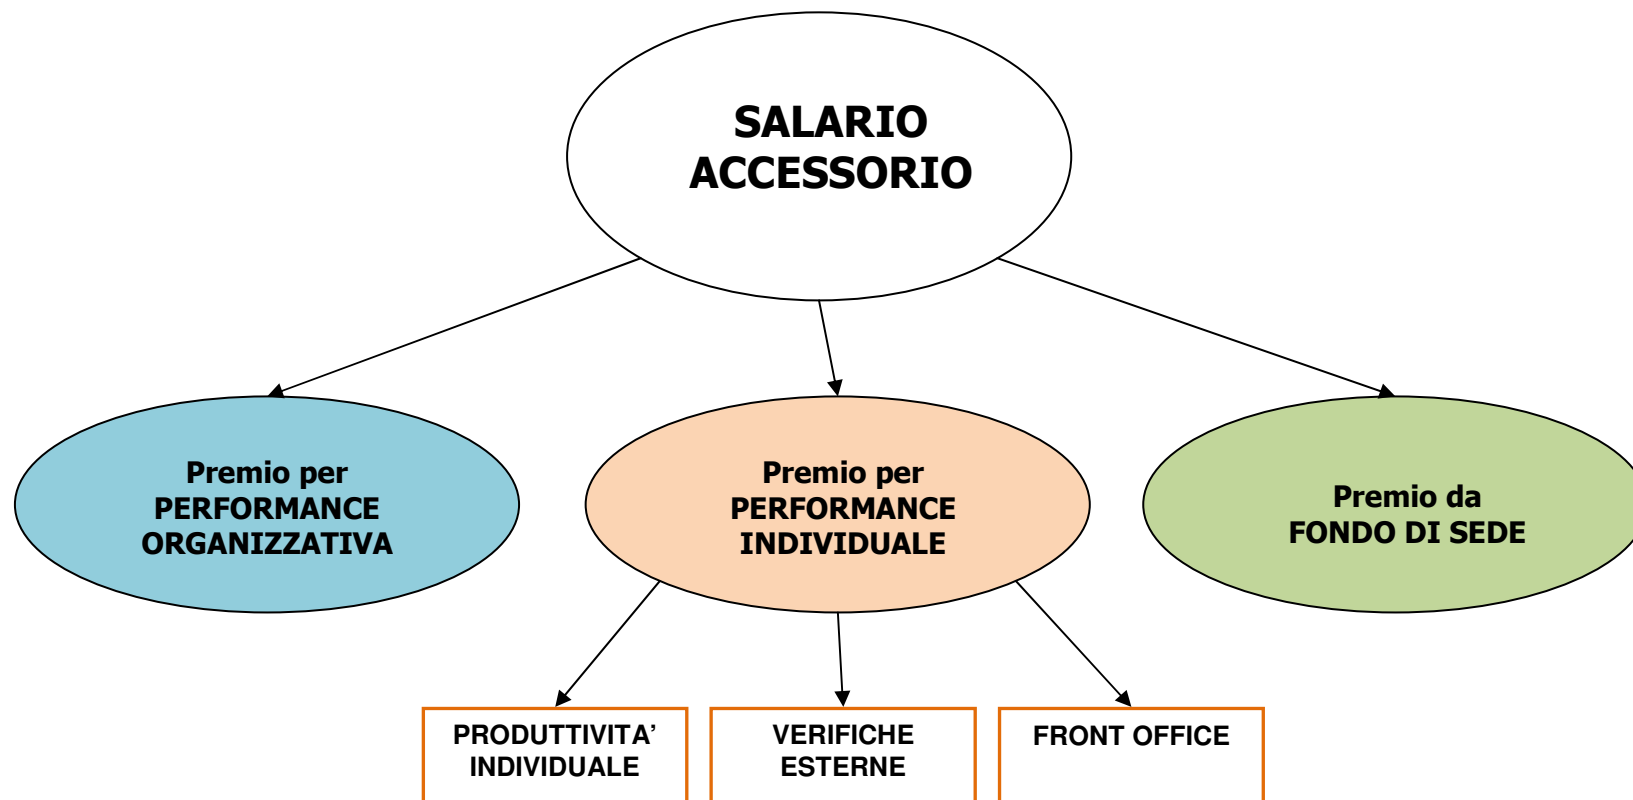 SALARIO
ACCESSORIO
Premio per
PERFORMANCE
ORGANIZZATIVA
Premio per
PERFORMANCE
INDIVIDUALE
Premio da
FONDO DI SEDE
PRODUTTIVITA’
INDIVIDUALE
VERIFICHE
ESTERNE
FRONT OFFICE